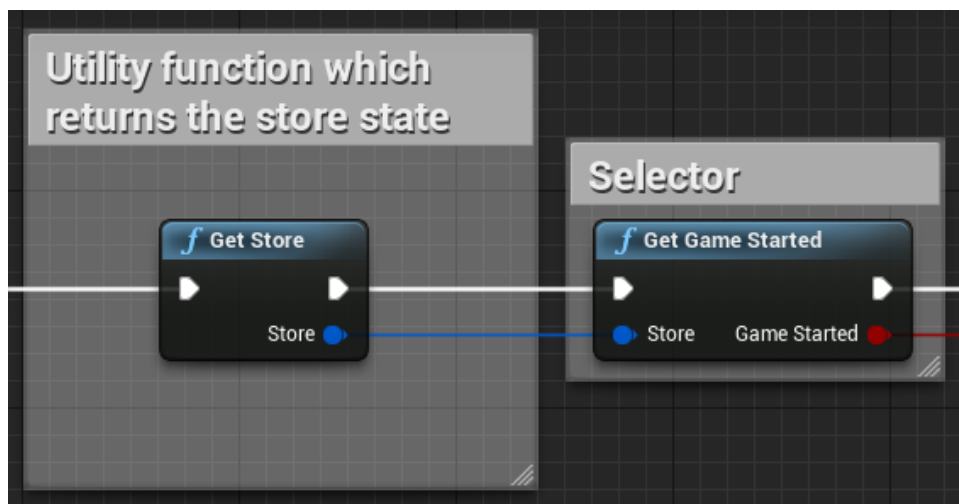 Utility function which
returns the store state
Selector
f Get Store
f Get Game Started
Store
Store Game Started